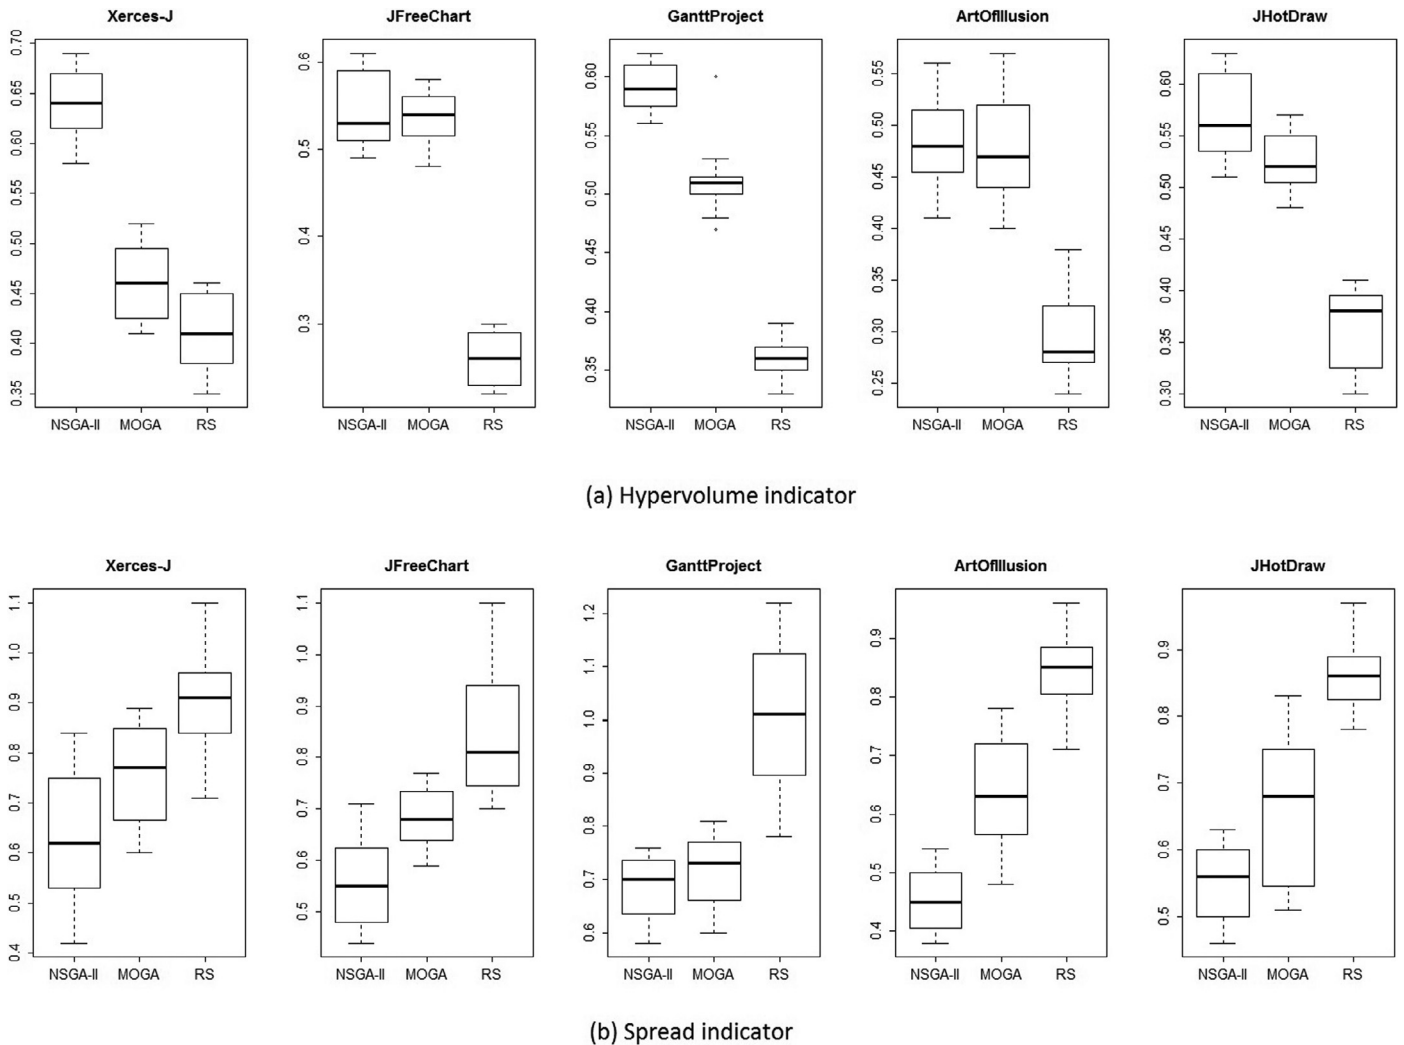 Xerces-J JFreeChart GanttProject ArtOfIllusion JHotDraw
0.70 0.65 0.60 0.55 0.50 0.45 0.40 0.35
0.6 0.5 0.4 0.3
0.60 0.55 0.50 0.45 0.40 0.35
0.55 0.50 0.45 0.40 0.35 0.30 0.25
0.60 0.55 0.50 0.45 0.40 0.35 0.30
NSGA-II MOGA RS NSGA-II MOGA RS NSGA-II MOGA RS NSGA-II MOGA RS NSGA-II MOGA RS
(a) Hypervolume indicator
Xerces-J JFreeChart GanttProject ArtOfIllusion JHotDraw
1.1 1.0 0.9 0.8 0.7 0.6 0.5 0.4
1.1 1.0 0.9 0.8 0.7 0.6 0.5
1.2 1.1 1.0 0.9 0.8 0.7 0.6
0.9 0.8 0.7 0.6 0.5 0.4
0.9 0.8 0.7 0.6 0.5
NSGA-II MOGA RS NSGA-II MOGA RS NSGA-II MOGA RS NSGA-II MOGA RS NSGA-II MOGA RS
(b) Spread indicator